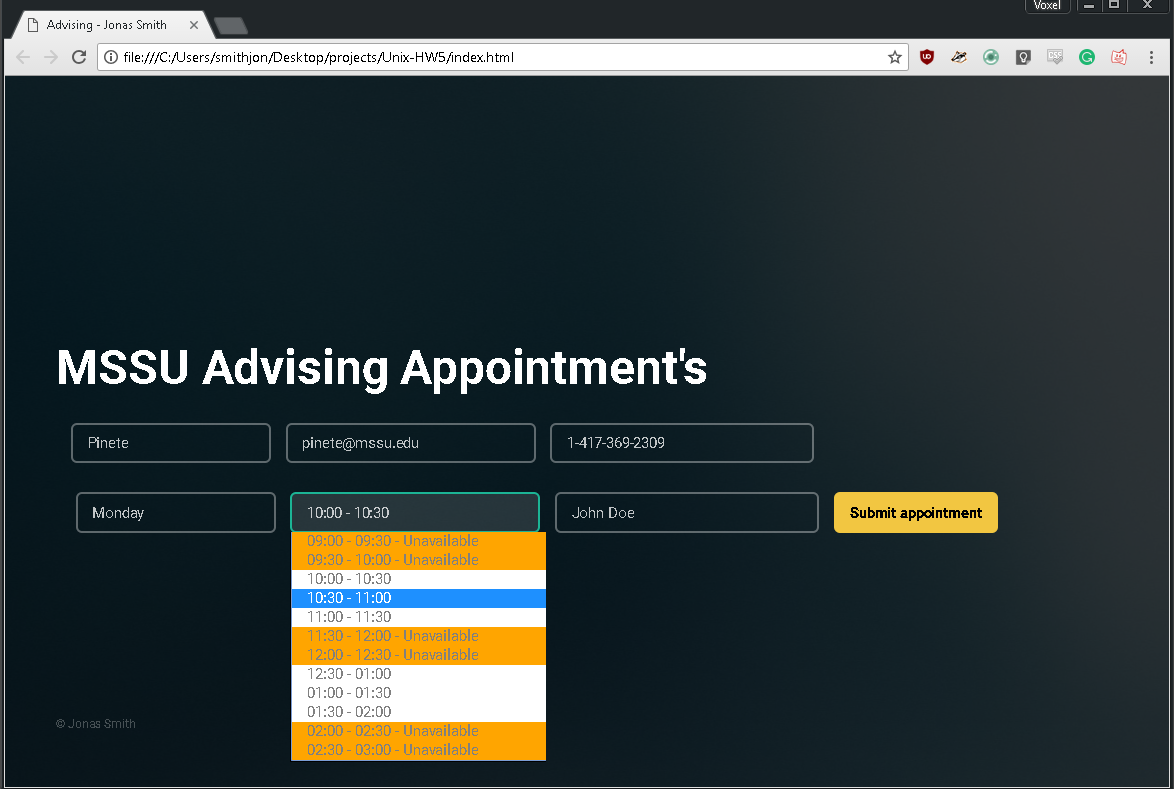 Voxel
Advising - Jonas Smith
file:///C:/Users/smithjon/Desktop/projects/Unix-HW5/index.html
MSSU Advising Appointment's
Pinete pinete@mssu.edu 1-417-369-2309
Monday 10:00 - 10:30 John Doe Submit appointment
09:00 - 09:30 - Unavailable
09:30 - 10:00 - Unavailable
10:00 - 10:30
10:30 - 11:00
11:00 - 11:30
11:30 - 12:00 - Unavailable
12:00 - 12:30 - Unavailable
12:30 - 01:00
01:00 - 01:30
01:30 - 02:00
© Jonas Smith
02:00 - 02:30 - Unavailable
02:30 - 03:00 - Unavailable